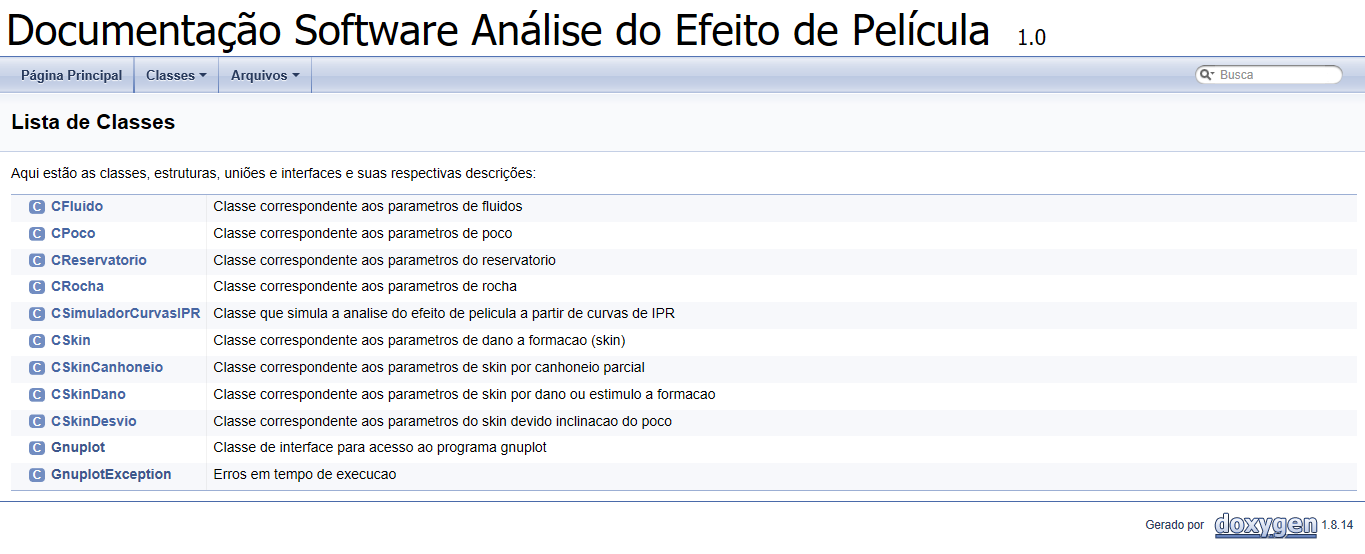 Documentação Software Análise do Efeito de Película 1.0
Página Principal Classes Arquivos Busca
Lista de Classes
Aqui estão as classes, estruturas, uniões e interfaces e suas respectivas descrições:
C CFluido Classe correspondente aos parametros de fluidos
C CPoco Classe correspondente aos parametros de poco
C CReservatorio Classe correspondente aos parametros do reservatorio
C CRocha Classe correspondente aos parametros de rocha
C CSimuladorCurvasIPR Classe que simula a analise do efeito de pelicula a partir de curvas de IPR
C CSkin Classe correspondente aos parametros de dano a formacao (skin)
C CSkinCanhoneio Classe correspondente aos parametros de skin por canhoneio parcial
C CSkinDano Classe correspondente aos parametros de skin por dano ou estimulo a formacao
C CSkinDesvio Classe correspondente aos parametros do skin devido inclinacao do poco
C Gnuplot Classe de interface para acesso ao programa gnuplot
C GnuplotException Erros em tempo de execucao
Gerado por doxygen 1.8.14